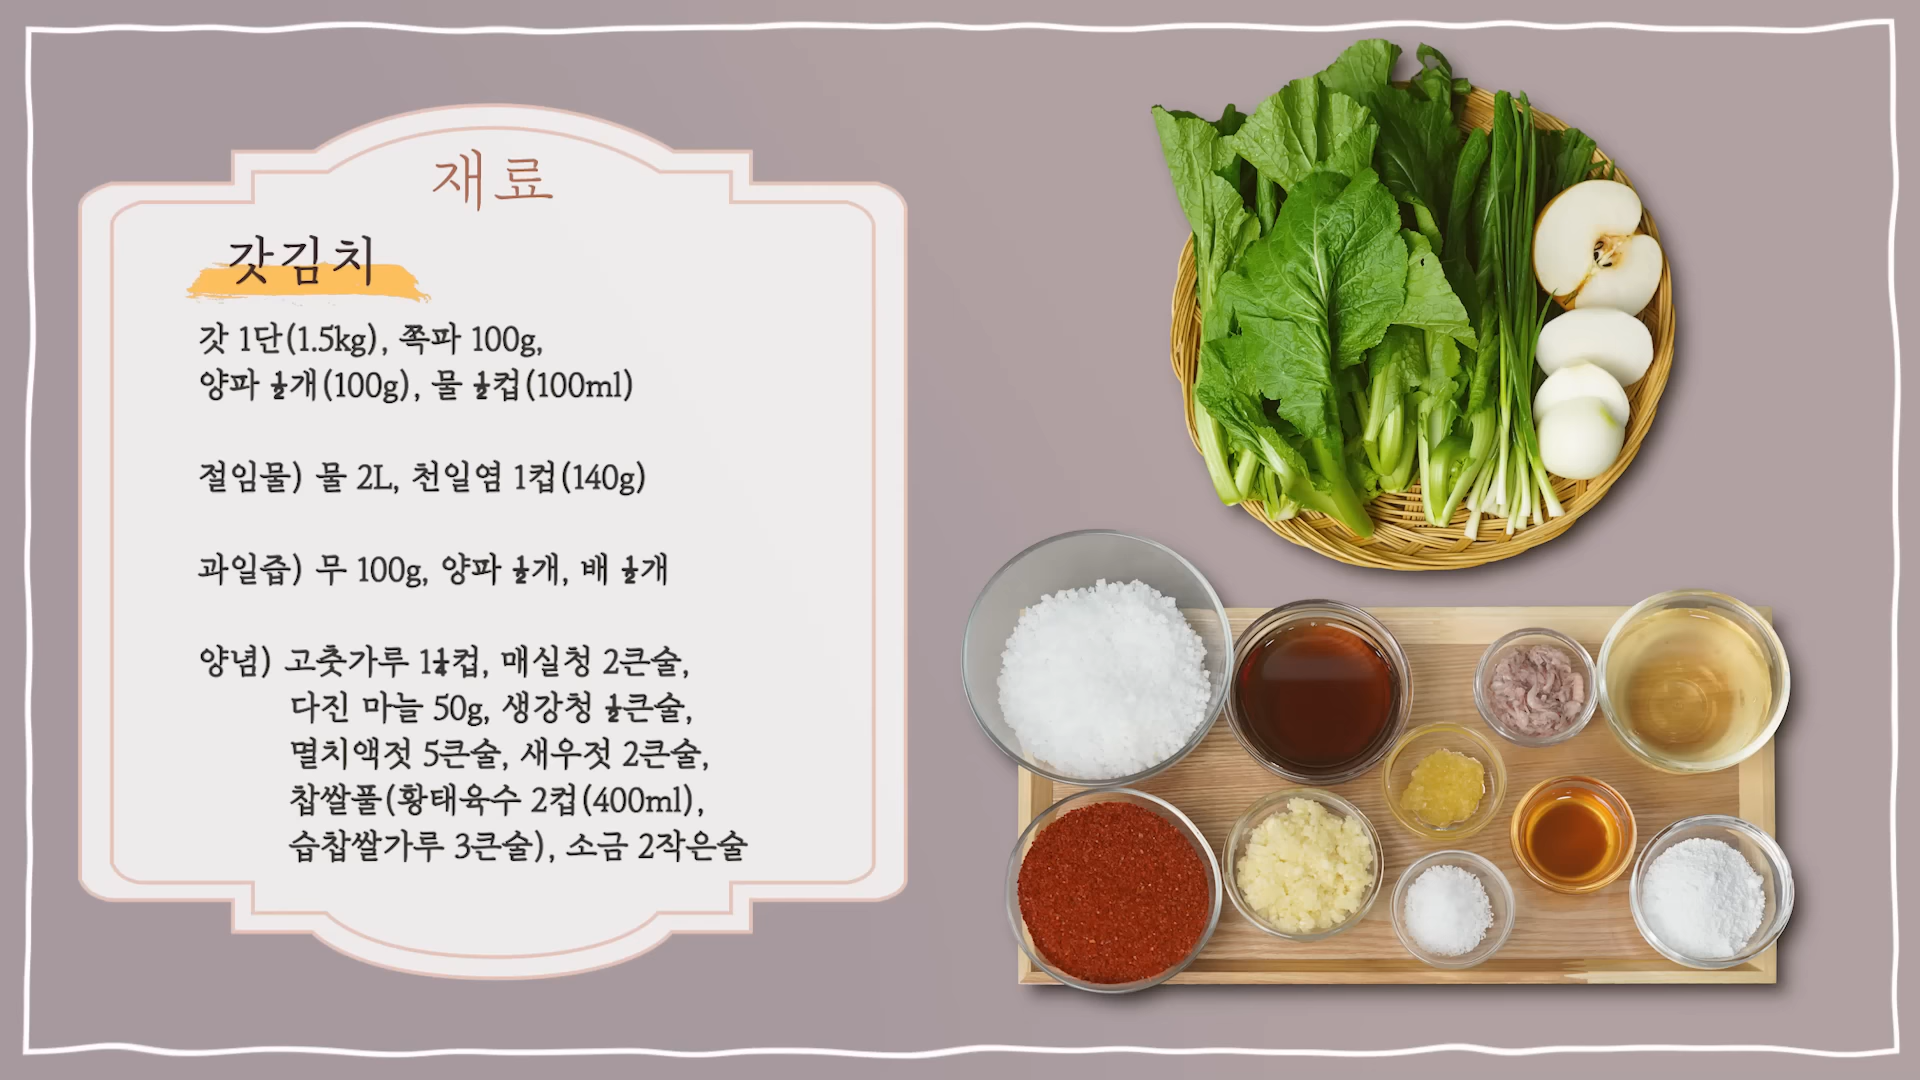 재료
갓김치
갓 1단(1.5kg), 쪽파 100g,
양파 ½개(100g), 물 ½컵(100ml)
절임물) 물 2L, 천일염 1컵(140g)
과일즙) 무 100g, 양파 ½개, 배 ½개
양념) 고춧가루 1¼컵, 매실청 2큰술,
다진 마늘 50g, 생강청 ½큰술,
멸치액젓 5큰술, 새우젓 2큰술,
찹쌀풀(황태육수 2컵(400ml),
습찹쌀가루 3큰술), 소금 2작은술